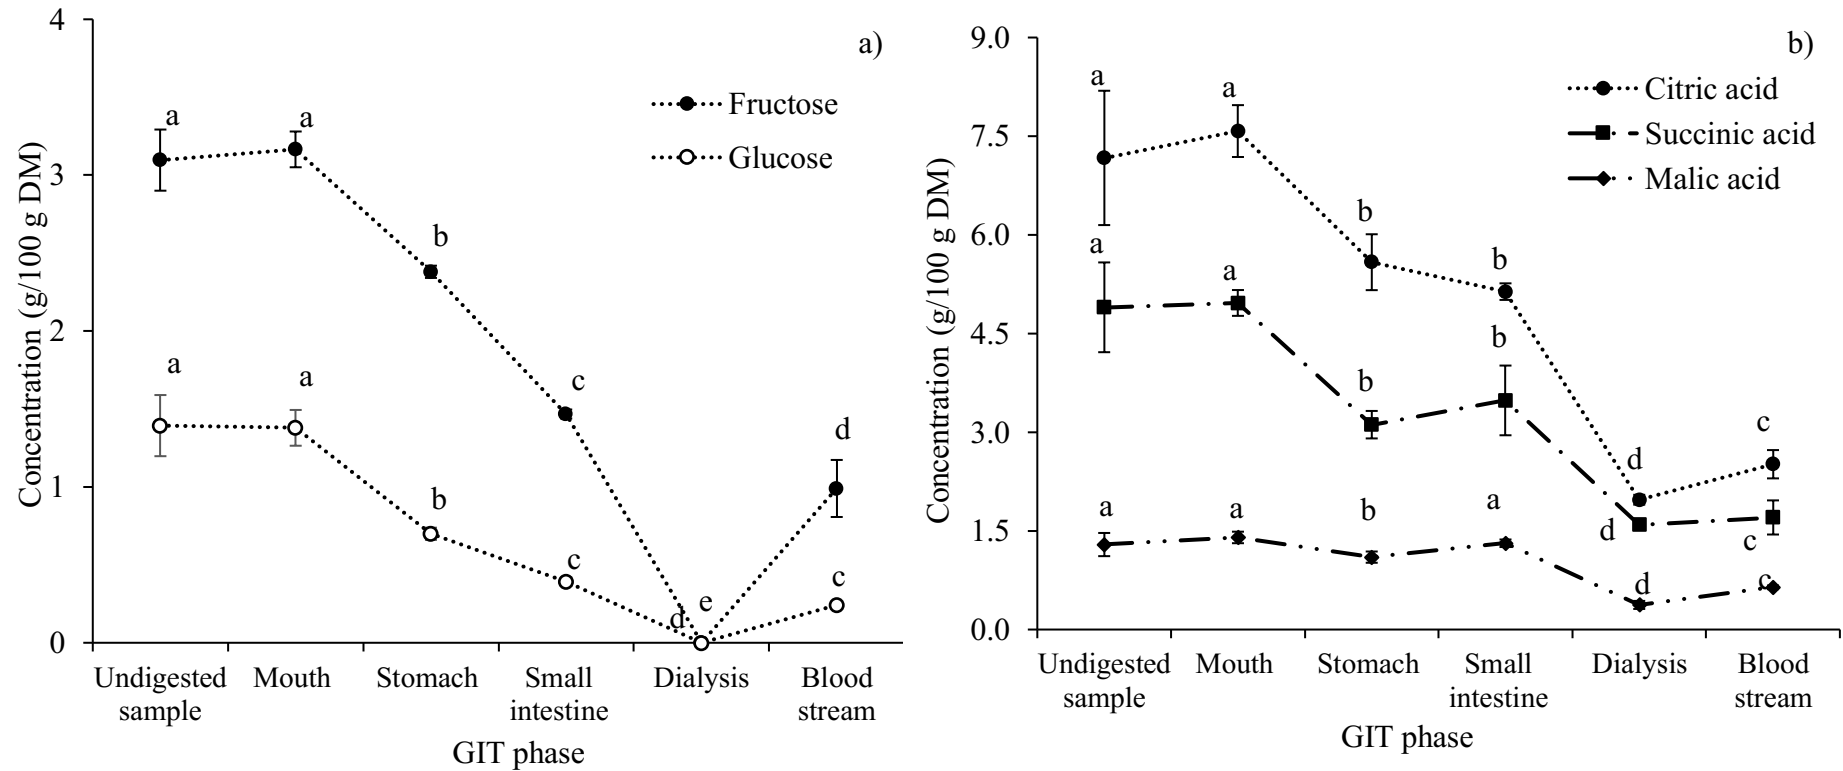 a)
Concentration (g/100 g DM)
4
3
2
1
0
Fructose
Glucose
a
a
b
c
d
a
a
b
c
d
e
c
Undigested sample
Mouth
Stomach
Small intestine
Dialysis
Blood stream
GIT phase
b)
Concentration (g/100 g DM)
9.0
7.5
6.0
4.5
3.0
1.5
0.0
Citric acid
Succinic acid
Malic acid
a
a
b
b
d
c
a
a
b
b
d
c
a
a
b
a
d
c
Undigested sample
Mouth
Stomach
Small intestine
Dialysis
Blood stream
GIT phase